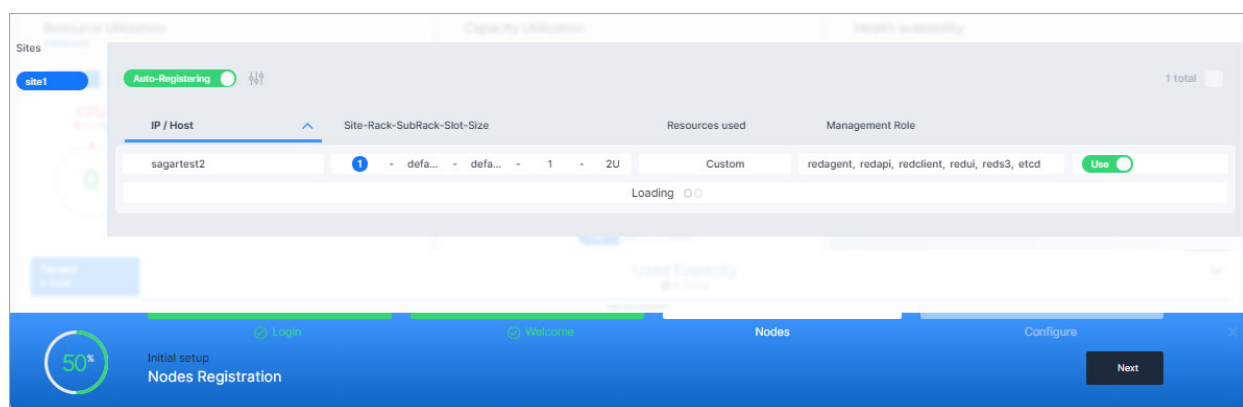 Resource Utilization Capacity Utilization Health availability
Sites
site1
Auto-Registering
1 total
IP / Host Site-Rack-SubRack-Slot-Size Resources used Management Role
sagartest2 1 - defa... - defa... - 1 - 2U Custom redagent, redapi, redclient, redui, reds3, etcd Use
Loading
CPU
0
Tenant
Used Capacity
Login Welcome Nodes Configure
50%
Initial setup
Nodes Registration
Next